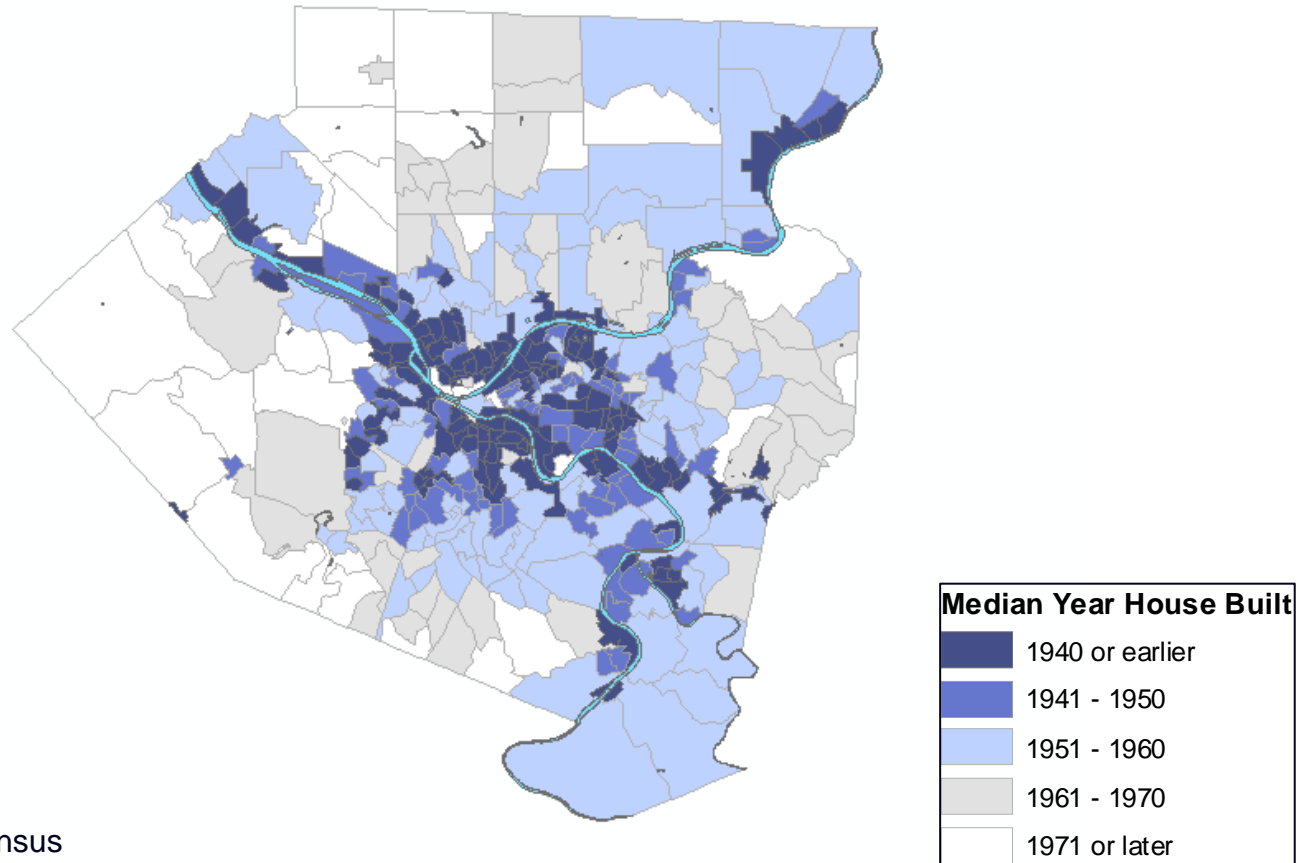 Median Year House Built
1940 or earlier
1941 - 1950
1951 - 1960
1961 - 1970
1971 or later
nsus